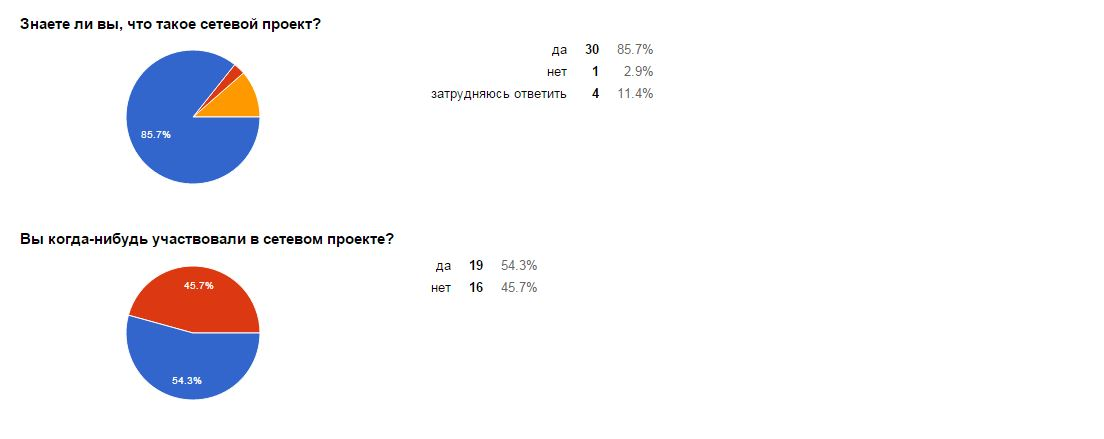 Знаете ли вы, что такое сетевой проект?
да 30 85.7%
нет 1 2.9%
затрудняюсь ответить 4 11.4%
85.7%
Вы когда-нибудь участвовали в сетевом проекте?
да 19 54.3%
нет 16 45.7%
45.7%
54.3%